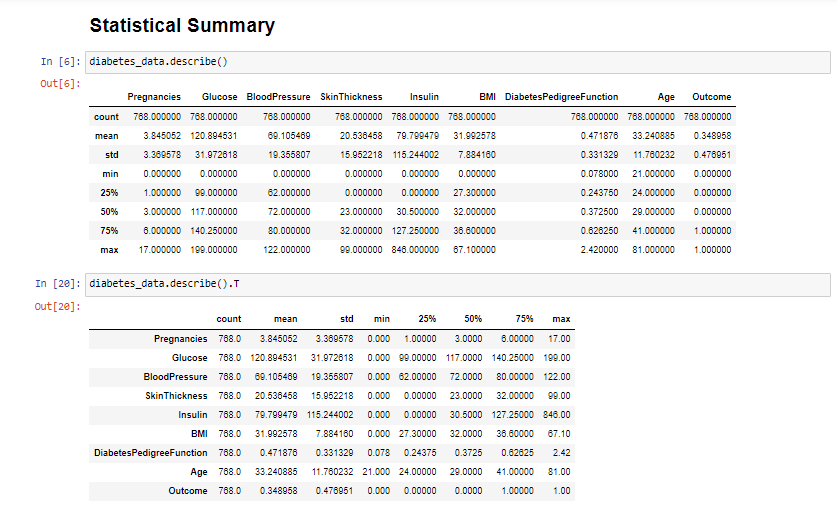 Statistical Summary
In [6]: diabetes_data.describe()
Out[6]:
Pregnancies Glucose BloodPressure SkinThickness Insulin BMI DiabetesPedigreeFunction Age Outcome
count 768.000000 768.000000 768.000000 768.000000 768.000000 768.000000 768.000000 768.000000 768.000000
mean 3.845052 120.894531 69.105469 20.536458 79.799479 31.992578 0.471876 33.240885 0.348958
std 3.369578 31.972618 19.355807 15.952218 115.244002 7.884160 0.331329 11.760232 0.476951
min 0.000000 0.000000 0.000000 0.000000 0.000000 0.000000 0.078000 21.000000 0.000000
25% 1.000000 99.000000 62.000000 0.000000 0.000000 27.300000 0.243750 24.000000 0.000000
50% 3.000000 117.000000 72.000000 23.000000 30.500000 32.000000 0.372500 29.000000 0.000000
75% 6.000000 140.250000 80.000000 32.000000 127.250000 36.600000 0.626250 41.000000 1.000000
max 17.000000 199.000000 122.000000 99.000000 846.000000 67.100000 2.420000 81.000000 1.000000
In [20]: diabetes_data.describe().T
Out[20]:
count mean std min 25% 50% 75% max
Pregnancies 768.0 3.845052 3.369578 0.000 1.00000 3.0000 6.00000 17.00
Glucose 768.0 120.894531 31.972618 0.000 99.00000 117.0000 140.25000 199.00
BloodPressure 768.0 69.105469 19.355807 0.000 62.00000 72.0000 80.00000 122.00
SkinThickness 768.0 20.536458 15.952218 0.000 0.00000 23.0000 32.00000 99.00
Insulin 768.0 79.799479 115.244002 0.000 0.00000 30.5000 127.25000 846.00
BMI 768.0 31.992578 7.884160 0.000 27.30000 32.0000 36.60000 67.10
DiabetesPedigreeFunction 768.0 0.471876 0.331329 0.078 0.24375 0.3725 0.62625 2.42
Age 768.0 33.240885 11.760232 21.000 24.00000 29.0000 41.00000 81.00
Outcome 768.0 0.348958 0.476951 0.000 0.00000 0.0000 1.00000 1.00